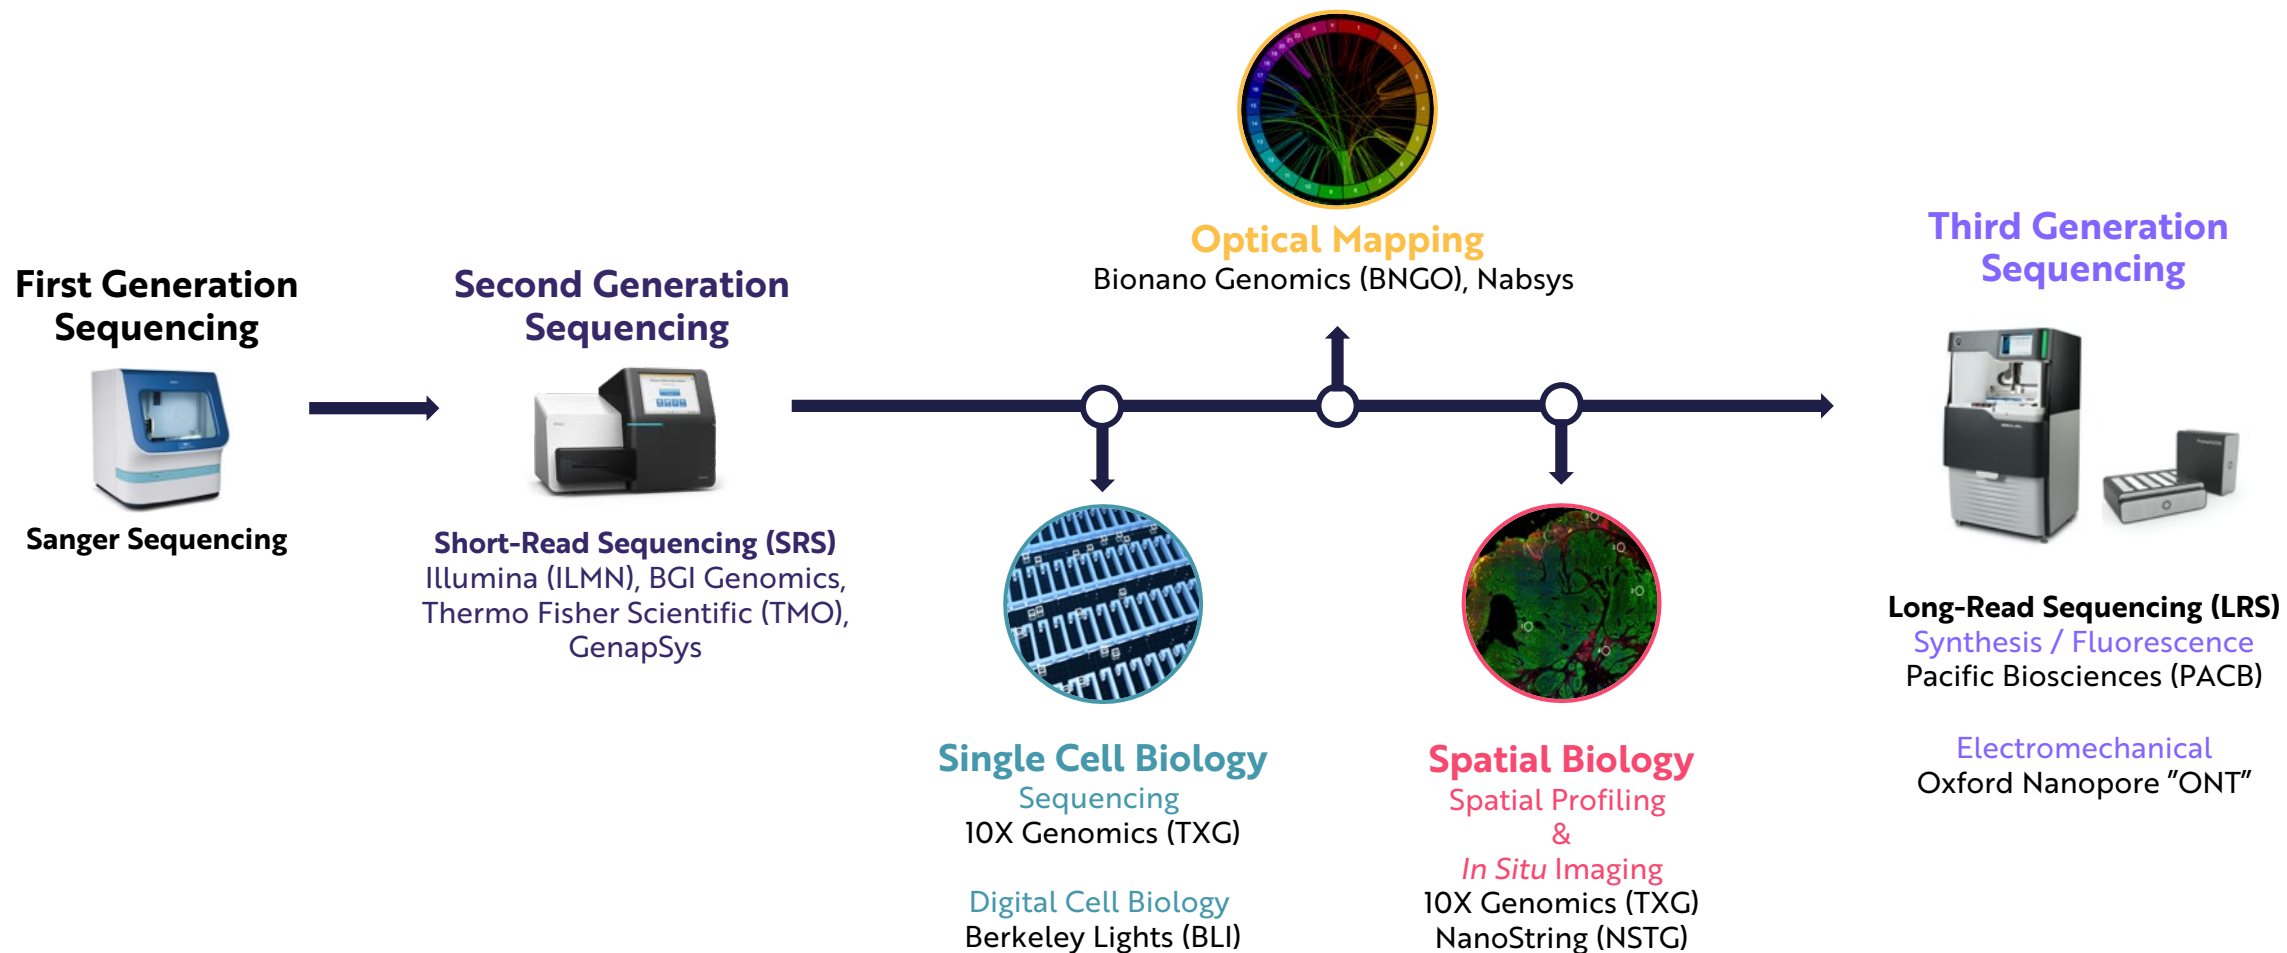 First Generation
Sequencing
Sanger Sequencing
Second Generation
Sequencing
Short-Read Sequencing (SRS)
Illumina (ILMN), BGI Genomics,
Thermo Fisher Scientific (TMO),
GenapSys
Optical Mapping
Bionano Genomics (BNGO), Nabsys
Single Cell Biology
Sequencing
10X Genomics (TXG)
Digital Cell Biology
Berkeley Lights (BLI)
Spatial Biology
Spatial Profiling
&
In Situ Imaging
10X Genomics (TXG)
NanoString (NSTG)
Third Generation
Sequencing
Long-Read Sequencing (LRS)
Synthesis / Fluorescence
Pacific Biosciences (PACB)
Electromechanical
Oxford Nanopore "ONT"